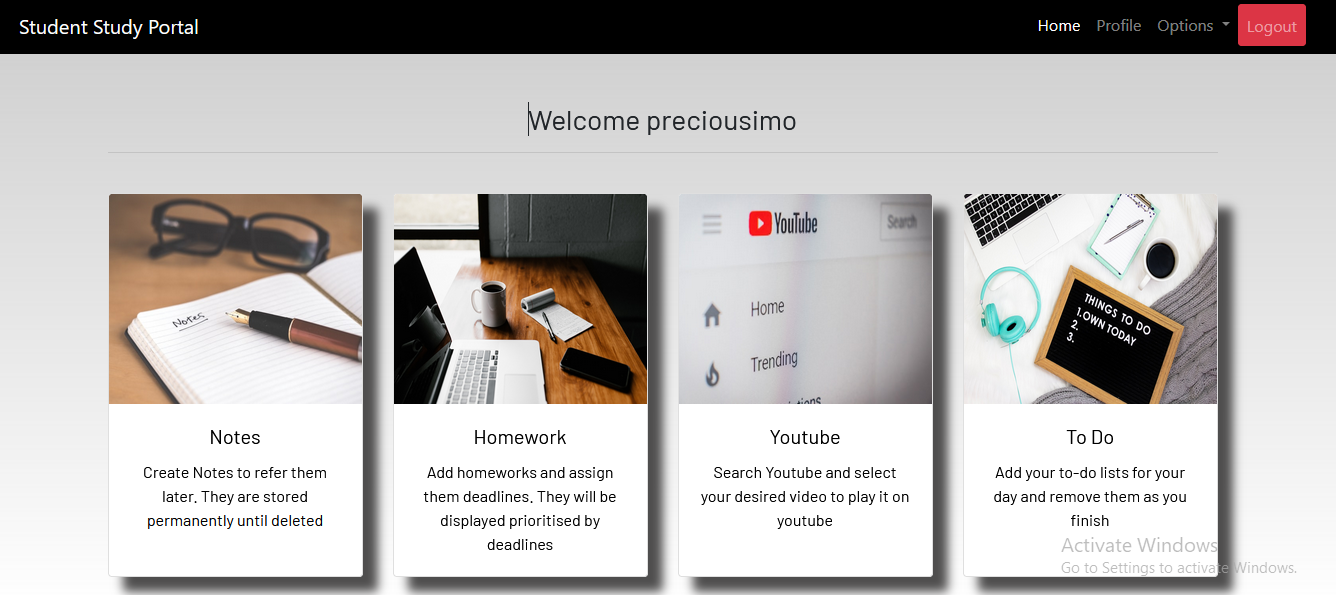 Student Study Portal
Home Profile Options Logout
Welcome preciousimo
Notes
YouTube Search
Home
Trending
THINGS TO DO
1.OWN TODAY
2.
3.
Notes
Create Notes to refer them
later. They are stored
permanently until deleted
Homework
Add homeworks and assign
them deadlines. They will be
displayed prioritised by
deadlines
Youtube
Search Youtube and select
your desired video to play it on
youtube
To Do
Add your to-do lists for your
day and remove them as you
finish
Activate Windows
Go to Settings to activate Windows.